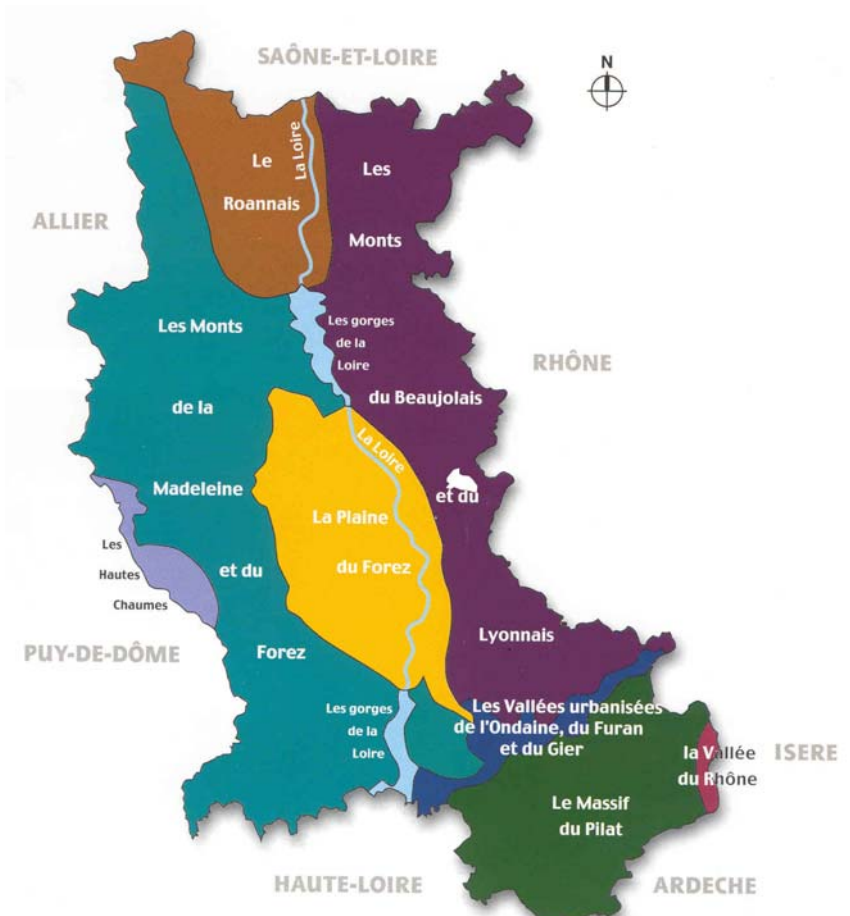 SAÔNE-ET-LOIRE
N
La Loire
Le
Roannais
Les
Monts
ALLIER
Les Monts
de la
Madeleine
et du
Forez
Les gorges
de la
Loire
RHÔNE
du Beaujolais
et du
Lyonnais
La Loire
La Plaine
du Forez
Les
Hautes
Chaumes
PUY-DE-DÔME
Les gorges
de la
Loire
Les Vallées urbanisées
de l'Ondaine, du Furan
et du Gier
la Vallée
du Rhône
ISERE
Le Massif
du Pilat
HAUTE-LOIRE
ARDECHE